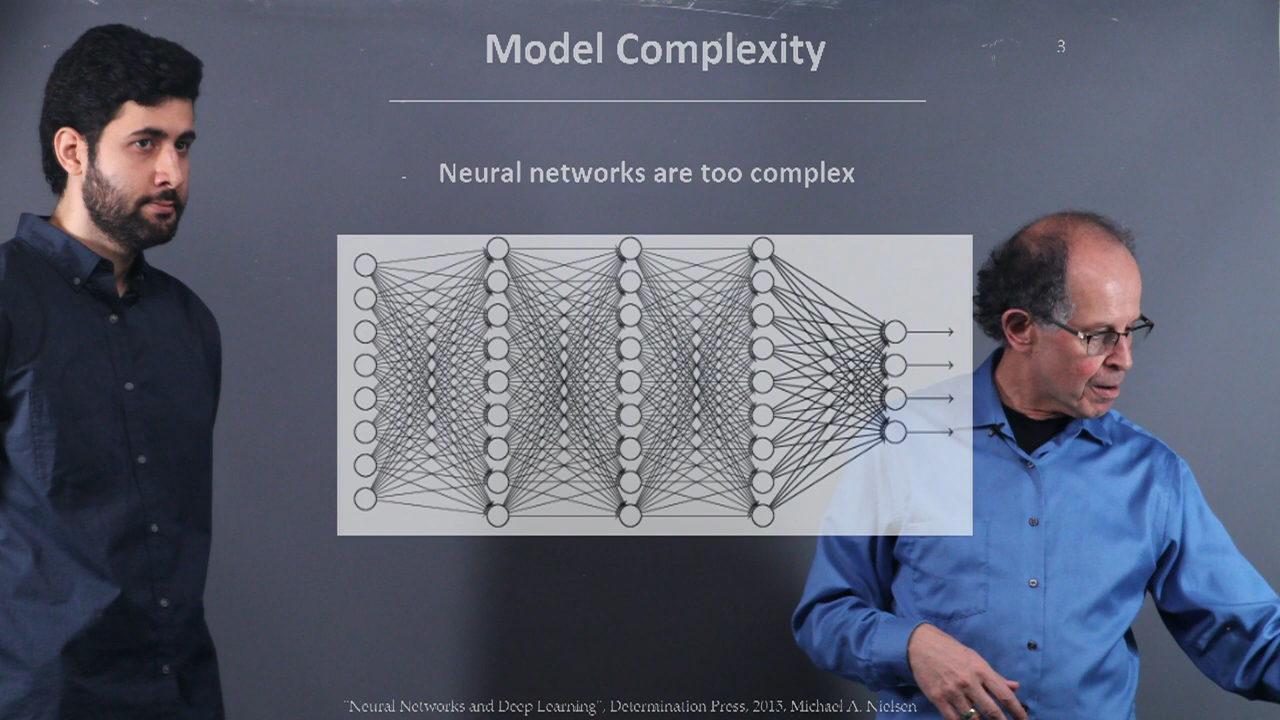 Model Complexity
3
Neural networks are too complex
"Neural Networks and Deep Learning", Determination Press, 2015, Michael A. Nielsen